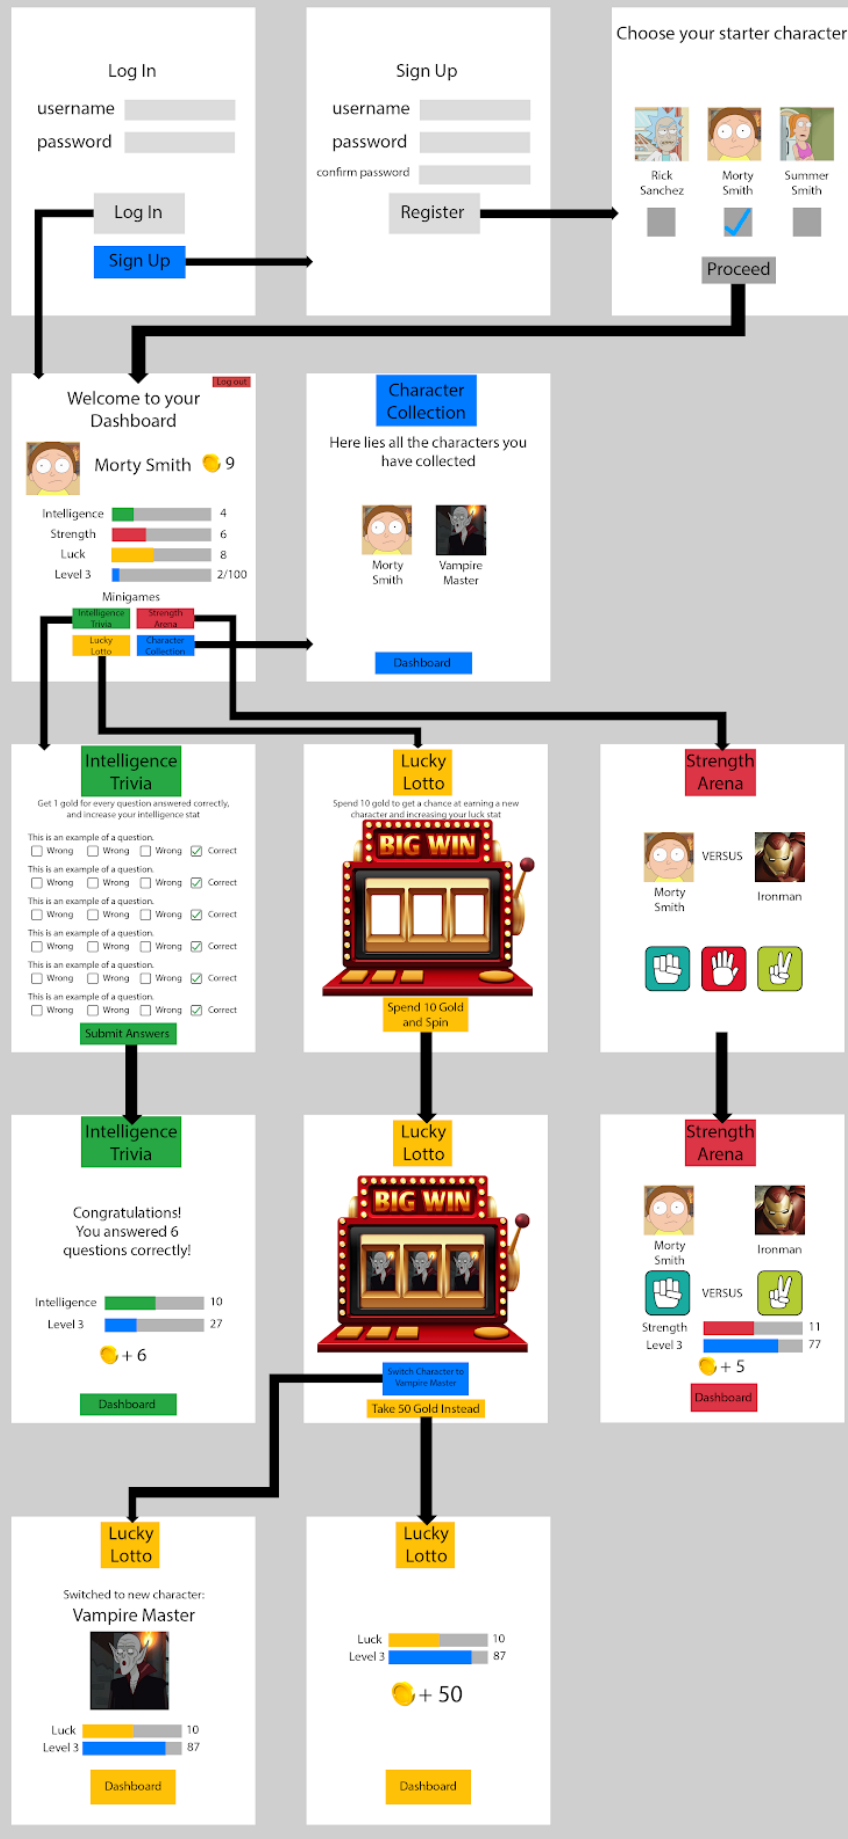 Log In
username
password
Log In
Sign Up
Sign Up
username
password
confirm password
Register
Choose your starter character
Rick
Sanchez
Morty
Smith
Summer
Smith
Proceed
Log out
Welcome to your
Dashboard
Morty Smith 9
Intelligence 4
Strength 6
Luck 8
Level 3 2/100
Minigames
Intelligence
Trivia
Strength
Arena
Lucky
Lotto
Character
Collection
Character
Collection
Here lies all the characters you
have collected
Morty
Smith
Vampire
Master
Dashboard
Intelligence
Trivia
Get 1 gold for every question answered correctly,
and increase your intelligence stat
This is an example of a question.
Wrong Wrong Wrong Correct
This is an example of a question.
Wrong Wrong Wrong Correct
This is an example of a question.
Wrong Wrong Wrong Correct
This is an example of a question.
Wrong Wrong Wrong Correct
This is an example of a question.
Wrong Wrong Wrong Correct
This is an example of a question.
Wrong Wrong Wrong Correct
Submit Answers
Lucky
Lotto
Spend 10 gold to get a chance at earning a new
character and increasing your luck stat
BIG WIN
Spend 10 Gold
and Spin
Strength
Arena
VERSUS
Morty
Smith
Ironman
Intelligence
Trivia
Congratulations!
You answered 6
questions correctly!
Intelligence 10
Level 3 27
+ 6
Dashboard
Lucky
Lotto
BIG WIN
Switch Character to
Vampire Master
Take 50 Gold Instead
Strength
Arena
Morty
Smith
Ironman
VERSUS
Strength 11
Level 3 77
+ 5
Dashboard
Lucky
Lotto
Switched to new character:
Vampire Master
Luck 10
Level 3 87
Dashboard
Lucky
Lotto
Luck 10
Level 3 87
+ 50
Dashboard